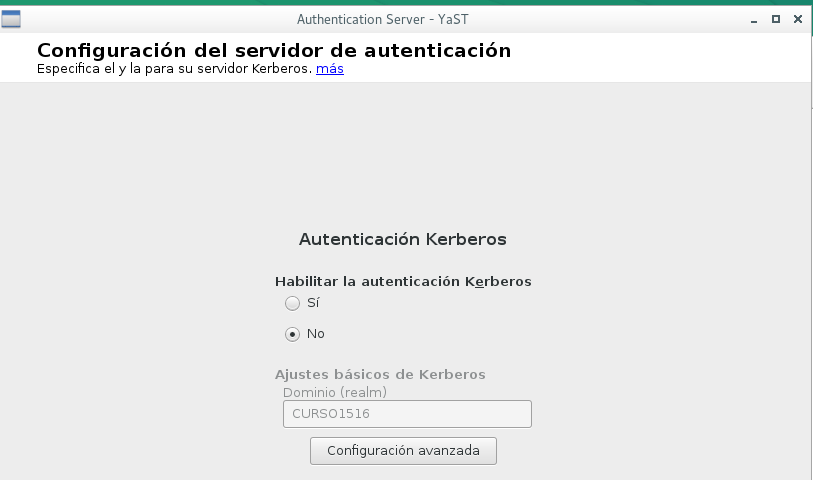 Authentication Server - YaST
Configuración del servidor de autenticación
Especifica el y la para su servidor Kerberos. más
Autenticación Kerberos
Habilitar la autenticación Kerberos
Sí
No
Ajustes básicos de Kerberos
Dominio (realm)
CURSO1516
Configuración avanzada